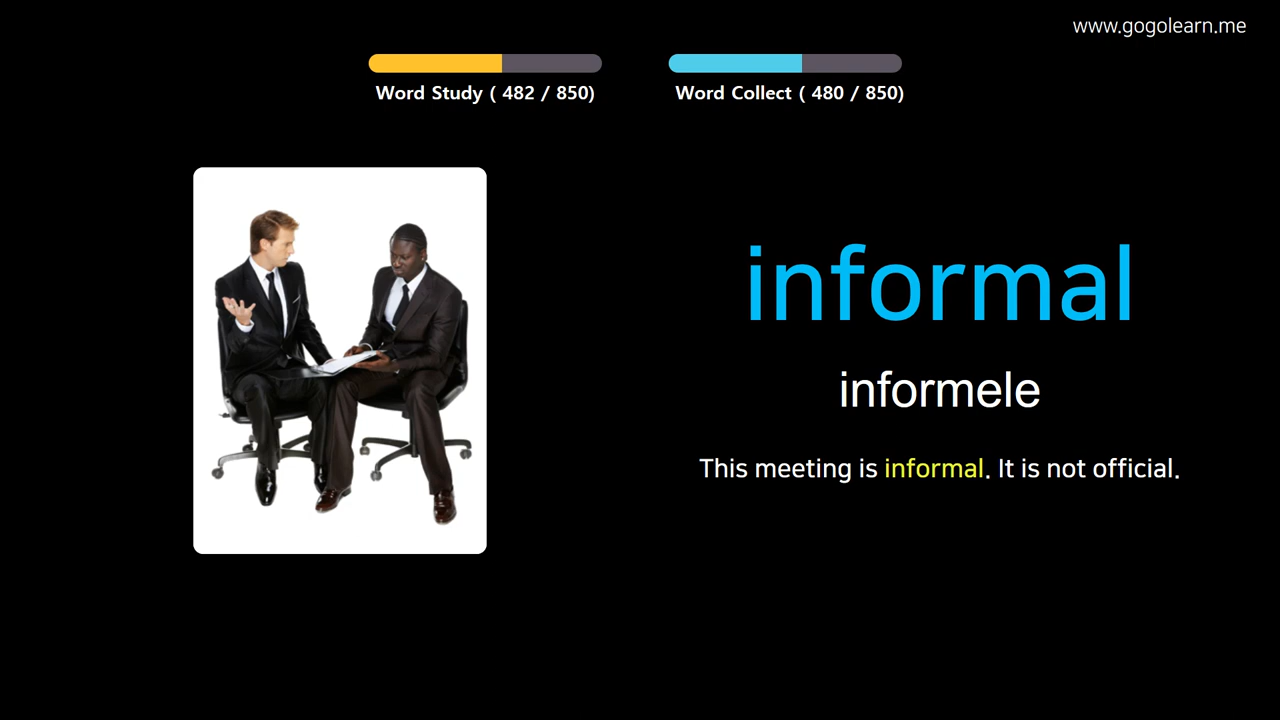 www.gogolearn.me
Word Study ( 482 / 850)
Word Collect ( 480 / 850)
informal
informele
This meeting is informal. It is not official.